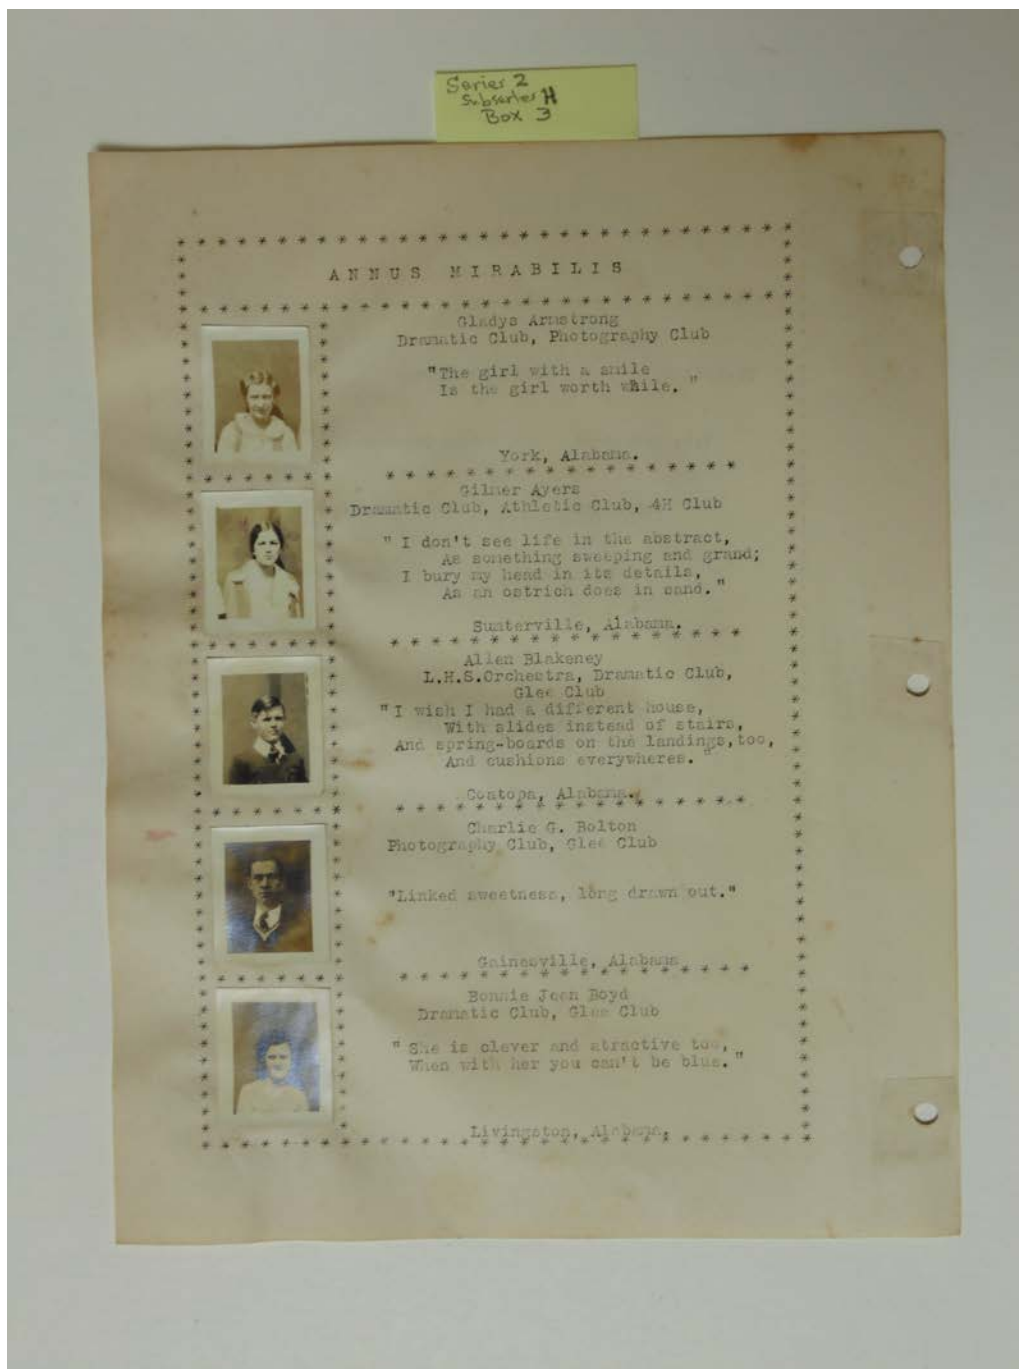 Series 2
Subseries H
Box 3
ANNUS MIRABILIS
Gladys Armstrong
Dramatic Club, Photography Club
"The girl with a smile
Is the girl worth while. "
York, Alabama.
Gilmer Ayers
Dramatic Club, Athletic Club, 4H Club
" I don't see life in the abstract,
As something sweeping and grand;
I bury my head in its details,
As an ostrich does in sand. "
Sumterville, Alabama.
Allen Blakeney
L.H.S.Orchestra, Dramatic Club,
Glee Club
"I wish I had a different house,
With slides instead of stairs,
And spring-boards on the landings,too,
And cushions everywheres. "
Coatopa, Alabama.
Charlie G. Bolton
Photography Club, Glee Club
"Linked sweetness, long drawn out."
Gainesville, Alabama
Bonnie Jean Boyd
Dramatic Club, Glee Club
" She is clever and atractive too,
When with her you can't be blue. "
Livingston, Alabama.